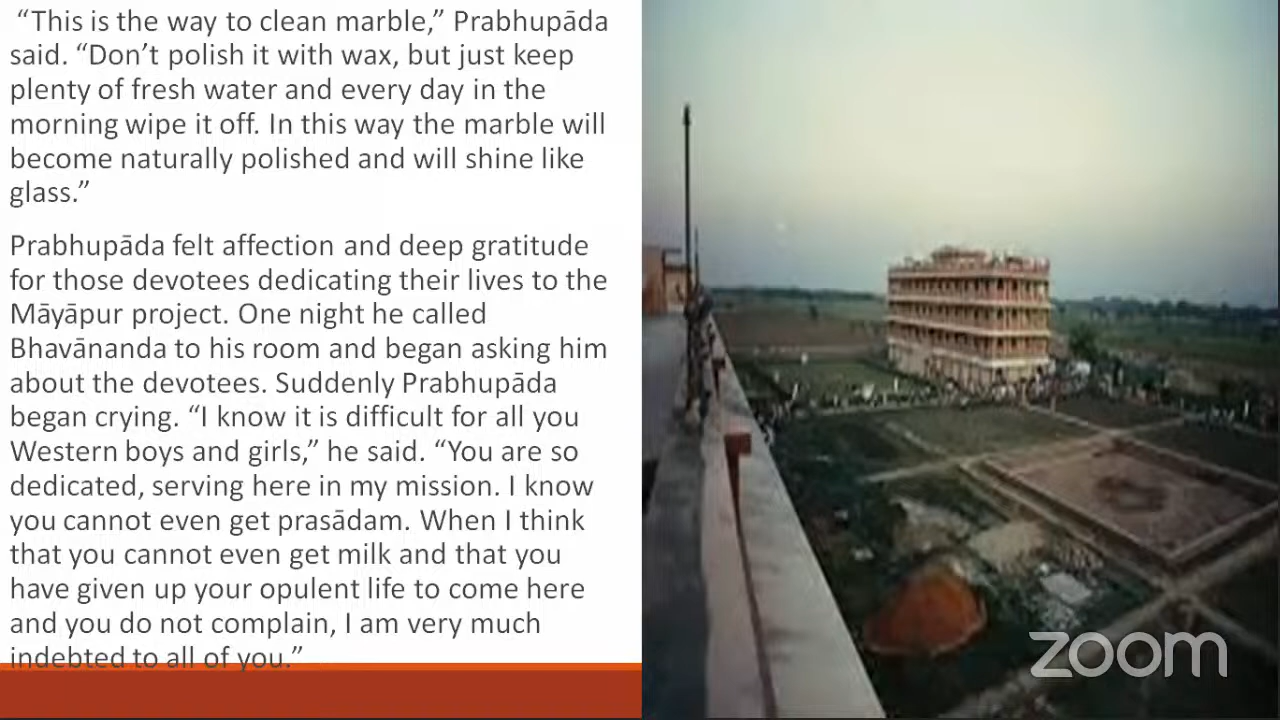 “This is the way to clean marble,” Prabhupāda
said. “Don’t polish it with wax, but just keep
plenty of fresh water and every day in the
morning wipe it off. In this way the marble will
become naturally polished and will shine like
glass.”
Prabhupāda felt affection and deep gratitude
for those devotees dedicating their lives to the
Māyāpur project. One night he called
Bhavānanda to his room and began asking him
about the devotees. Suddenly Prabhupāda
began crying. “I know it is difficult for all you
Western boys and girls,” he said. “You are so
dedicated, serving here in my mission. I know
you cannot even get prasādam. When I think
that you cannot even get milk and that you
have given up your opulent life to come here
and you do not complain, I am very much
indebted to all of you.”
zoom